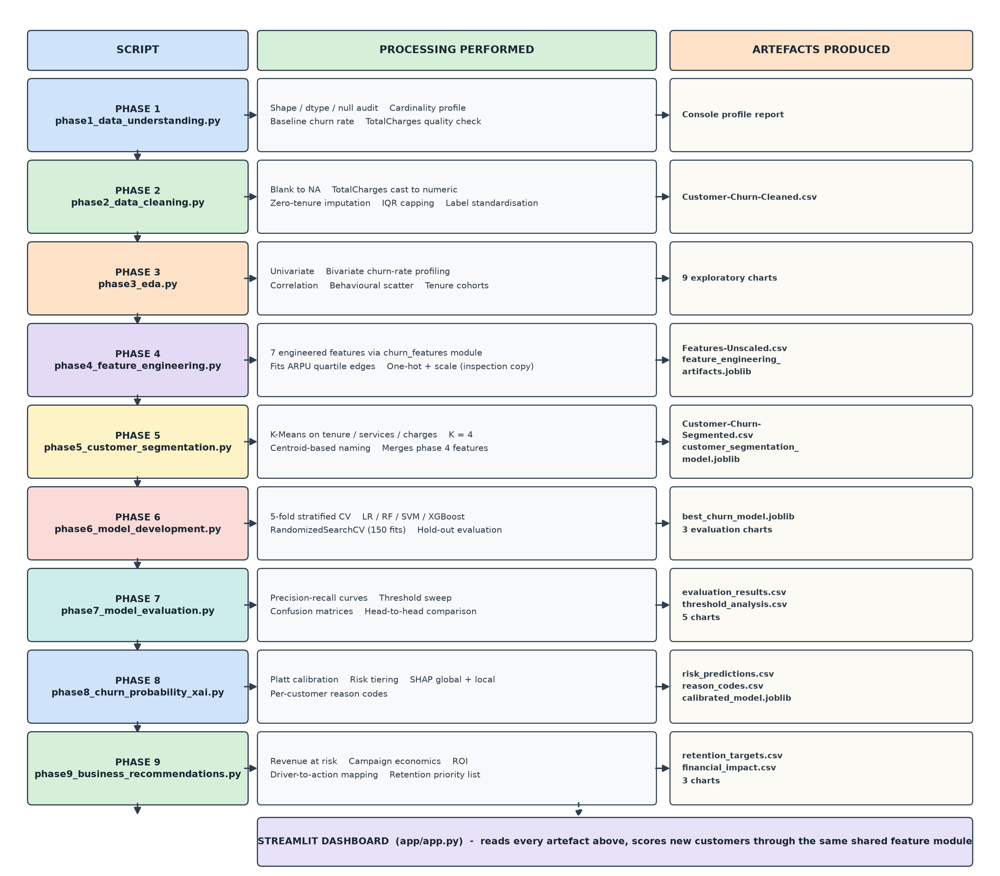 SCRIPT
PROCESSING PERFORMED
ARTEFACTS PRODUCED
PHASE 1
phase1_data_understanding.py
Shape / dtype / null audit    Cardinality profile
Baseline churn rate    TotalCharges quality check
Console profile report
PHASE 2
phase2_data_cleaning.py
Blank to NA    TotalCharges cast to numeric
Zero-tenure imputation    IQR capping    Label standardisation
Customer-Churn-Cleaned.csv
PHASE 3
phase3_eda.py
Univariate    Bivariate churn-rate profiling
Correlation    Behavioural scatter    Tenure cohorts
9 exploratory charts
PHASE 4
phase4_feature_engineering.py
7 engineered features via churn_features module
Fits ARPU quartile edges    One-hot + scale (inspection copy)
Features-Unscaled.csv
feature_engineering_
artifacts.joblib
PHASE 5
phase5_customer_segmentation.py
K-Means on tenure / services / charges    K = 4
Centroid-based naming    Merges phase 4 features
Customer-Churn-
Segmented.csv
customer_segmentation_
model.joblib
PHASE 6
phase6_model_development.py
5-fold stratified CV    LR / RF / SVM / XGBoost
RandomizedSearchCV (150 fits)    Hold-out evaluation
best_churn_model.joblib
3 evaluation charts
PHASE 7
phase7_model_evaluation.py
Precision-recall curves    Threshold sweep
Confusion matrices    Head-to-head comparison
evaluation_results.csv
threshold_analysis.csv
5 charts
PHASE 8
phase8_churn_probability_xai.py
Platt calibration    Risk tiering    SHAP global + local
Per-customer reason codes
risk_predictions.csv
reason_codes.csv
calibrated_model.joblib
PHASE 9
phase9_business_recommendations.py
Revenue at risk    Campaign economics    ROI
Driver-to-action mapping    Retention priority list
retention_targets.csv
financial_impact.csv
3 charts
STREAMLIT DASHBOARD  (app/app.py)  -  reads every artefact above, scores new customers through the same shared feature module